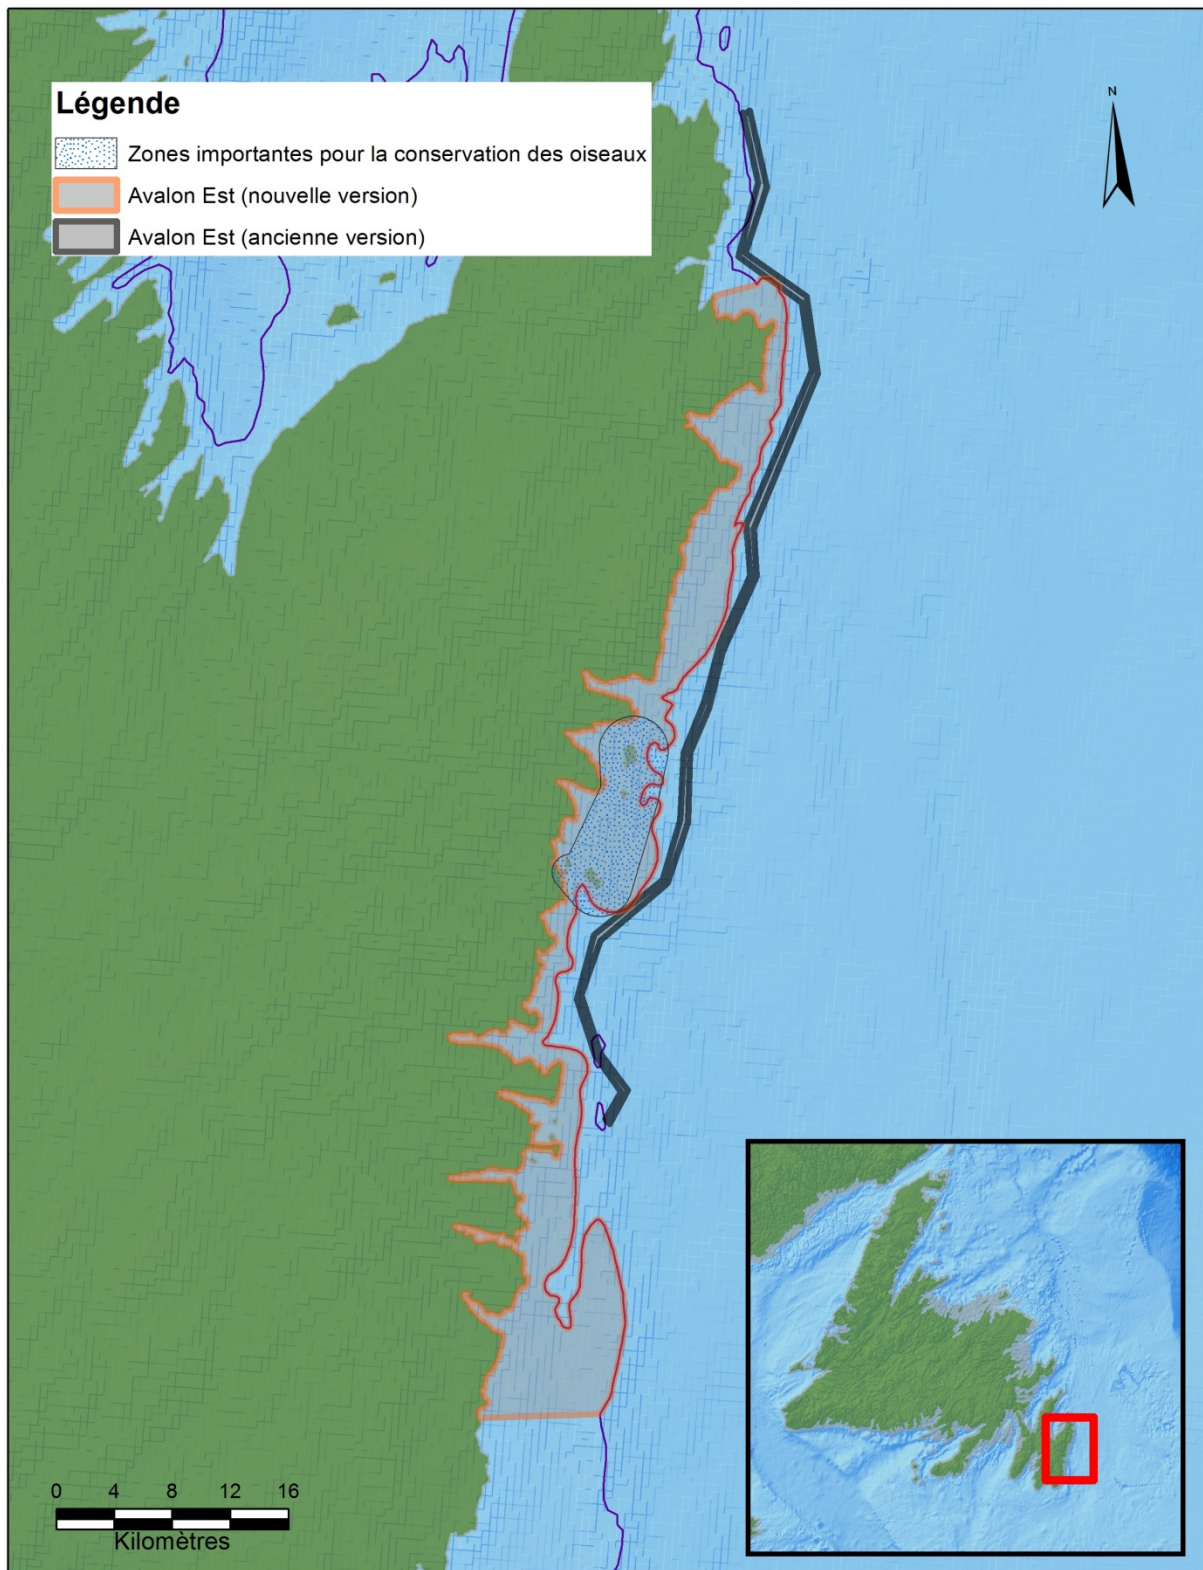 Légende
Zones importantes pour la conservation des oiseaux
Avalon Est (nouvelle version)
Avalon Est (ancienne version)
N
0 4 8 12 16
Kilomètres